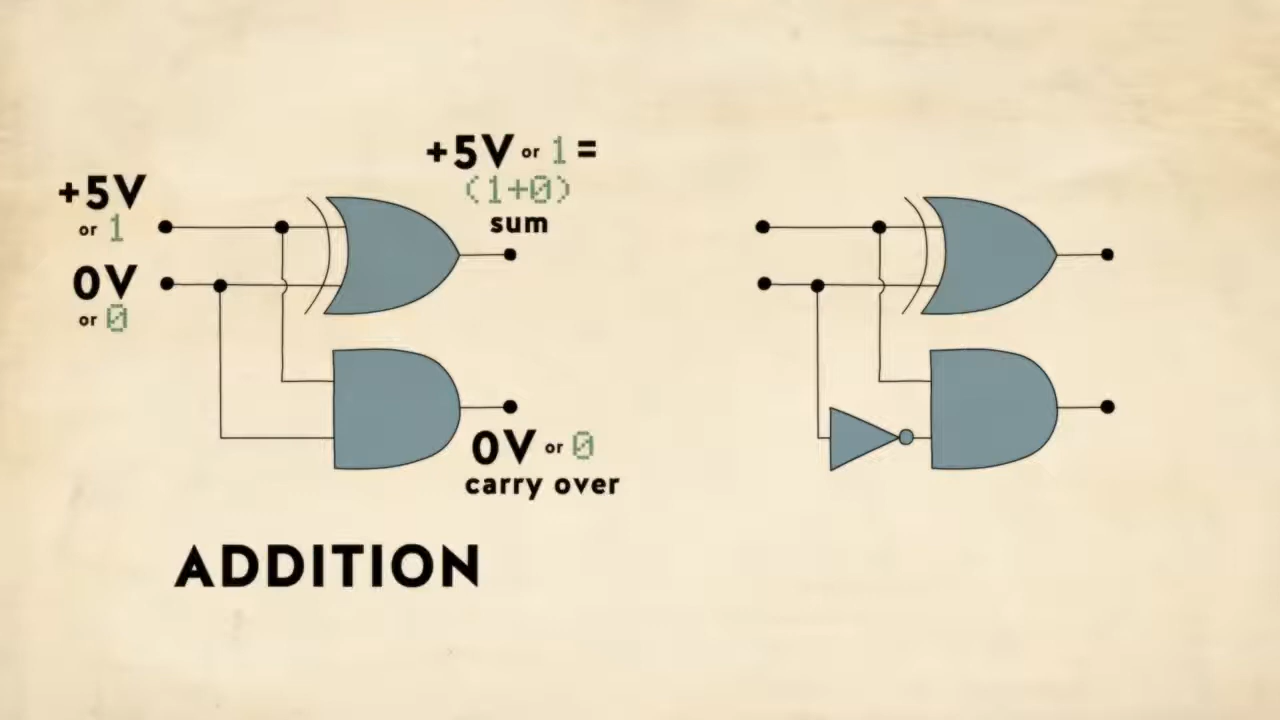 +5V or 1 =
(1+0)
sum
+5V
or 1
0V
or 0
0V or 0
carry over
ADDITION